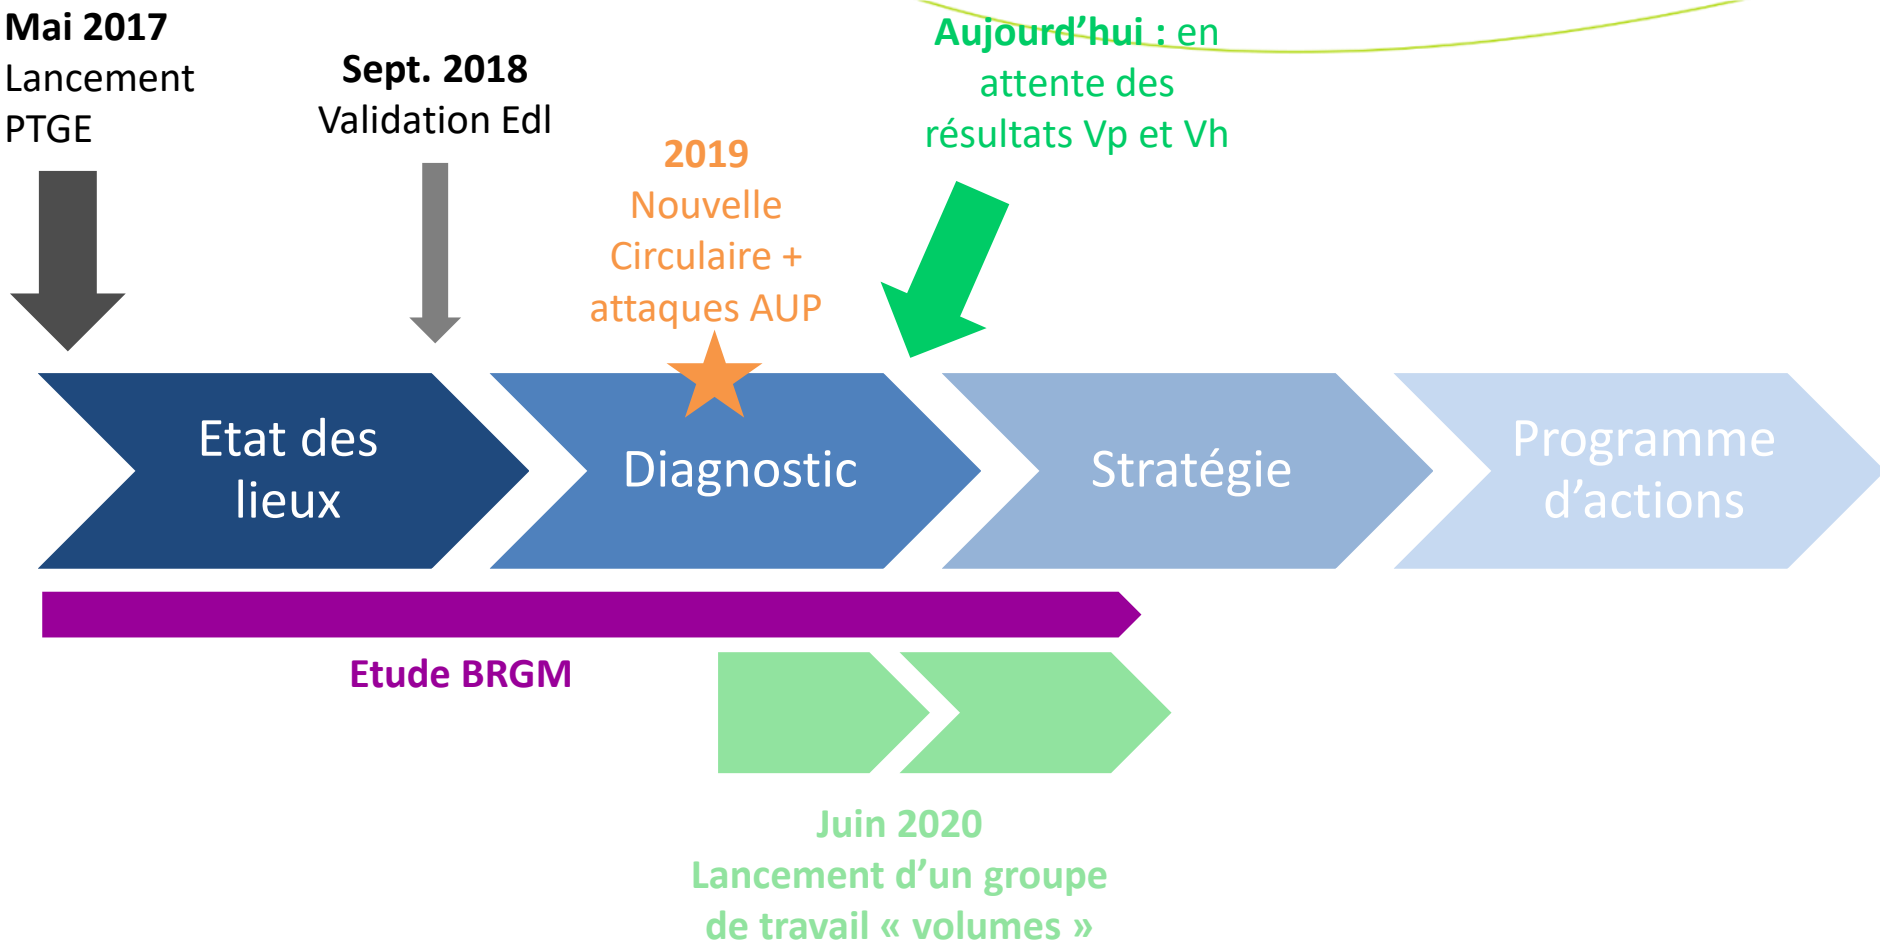 Mai 2017
Lancement
PTGE
Sept. 2018
Validation Edl
2019
Nouvelle
Circulaire +
attaques AUP
Aujourd’hui : en
attente des
résultats Vp et Vh
Etat des
lieux
Diagnostic
Stratégie
Programme
d’actions
Etude BRGM
Juin 2020
Lancement d’un groupe
de travail « volumes »